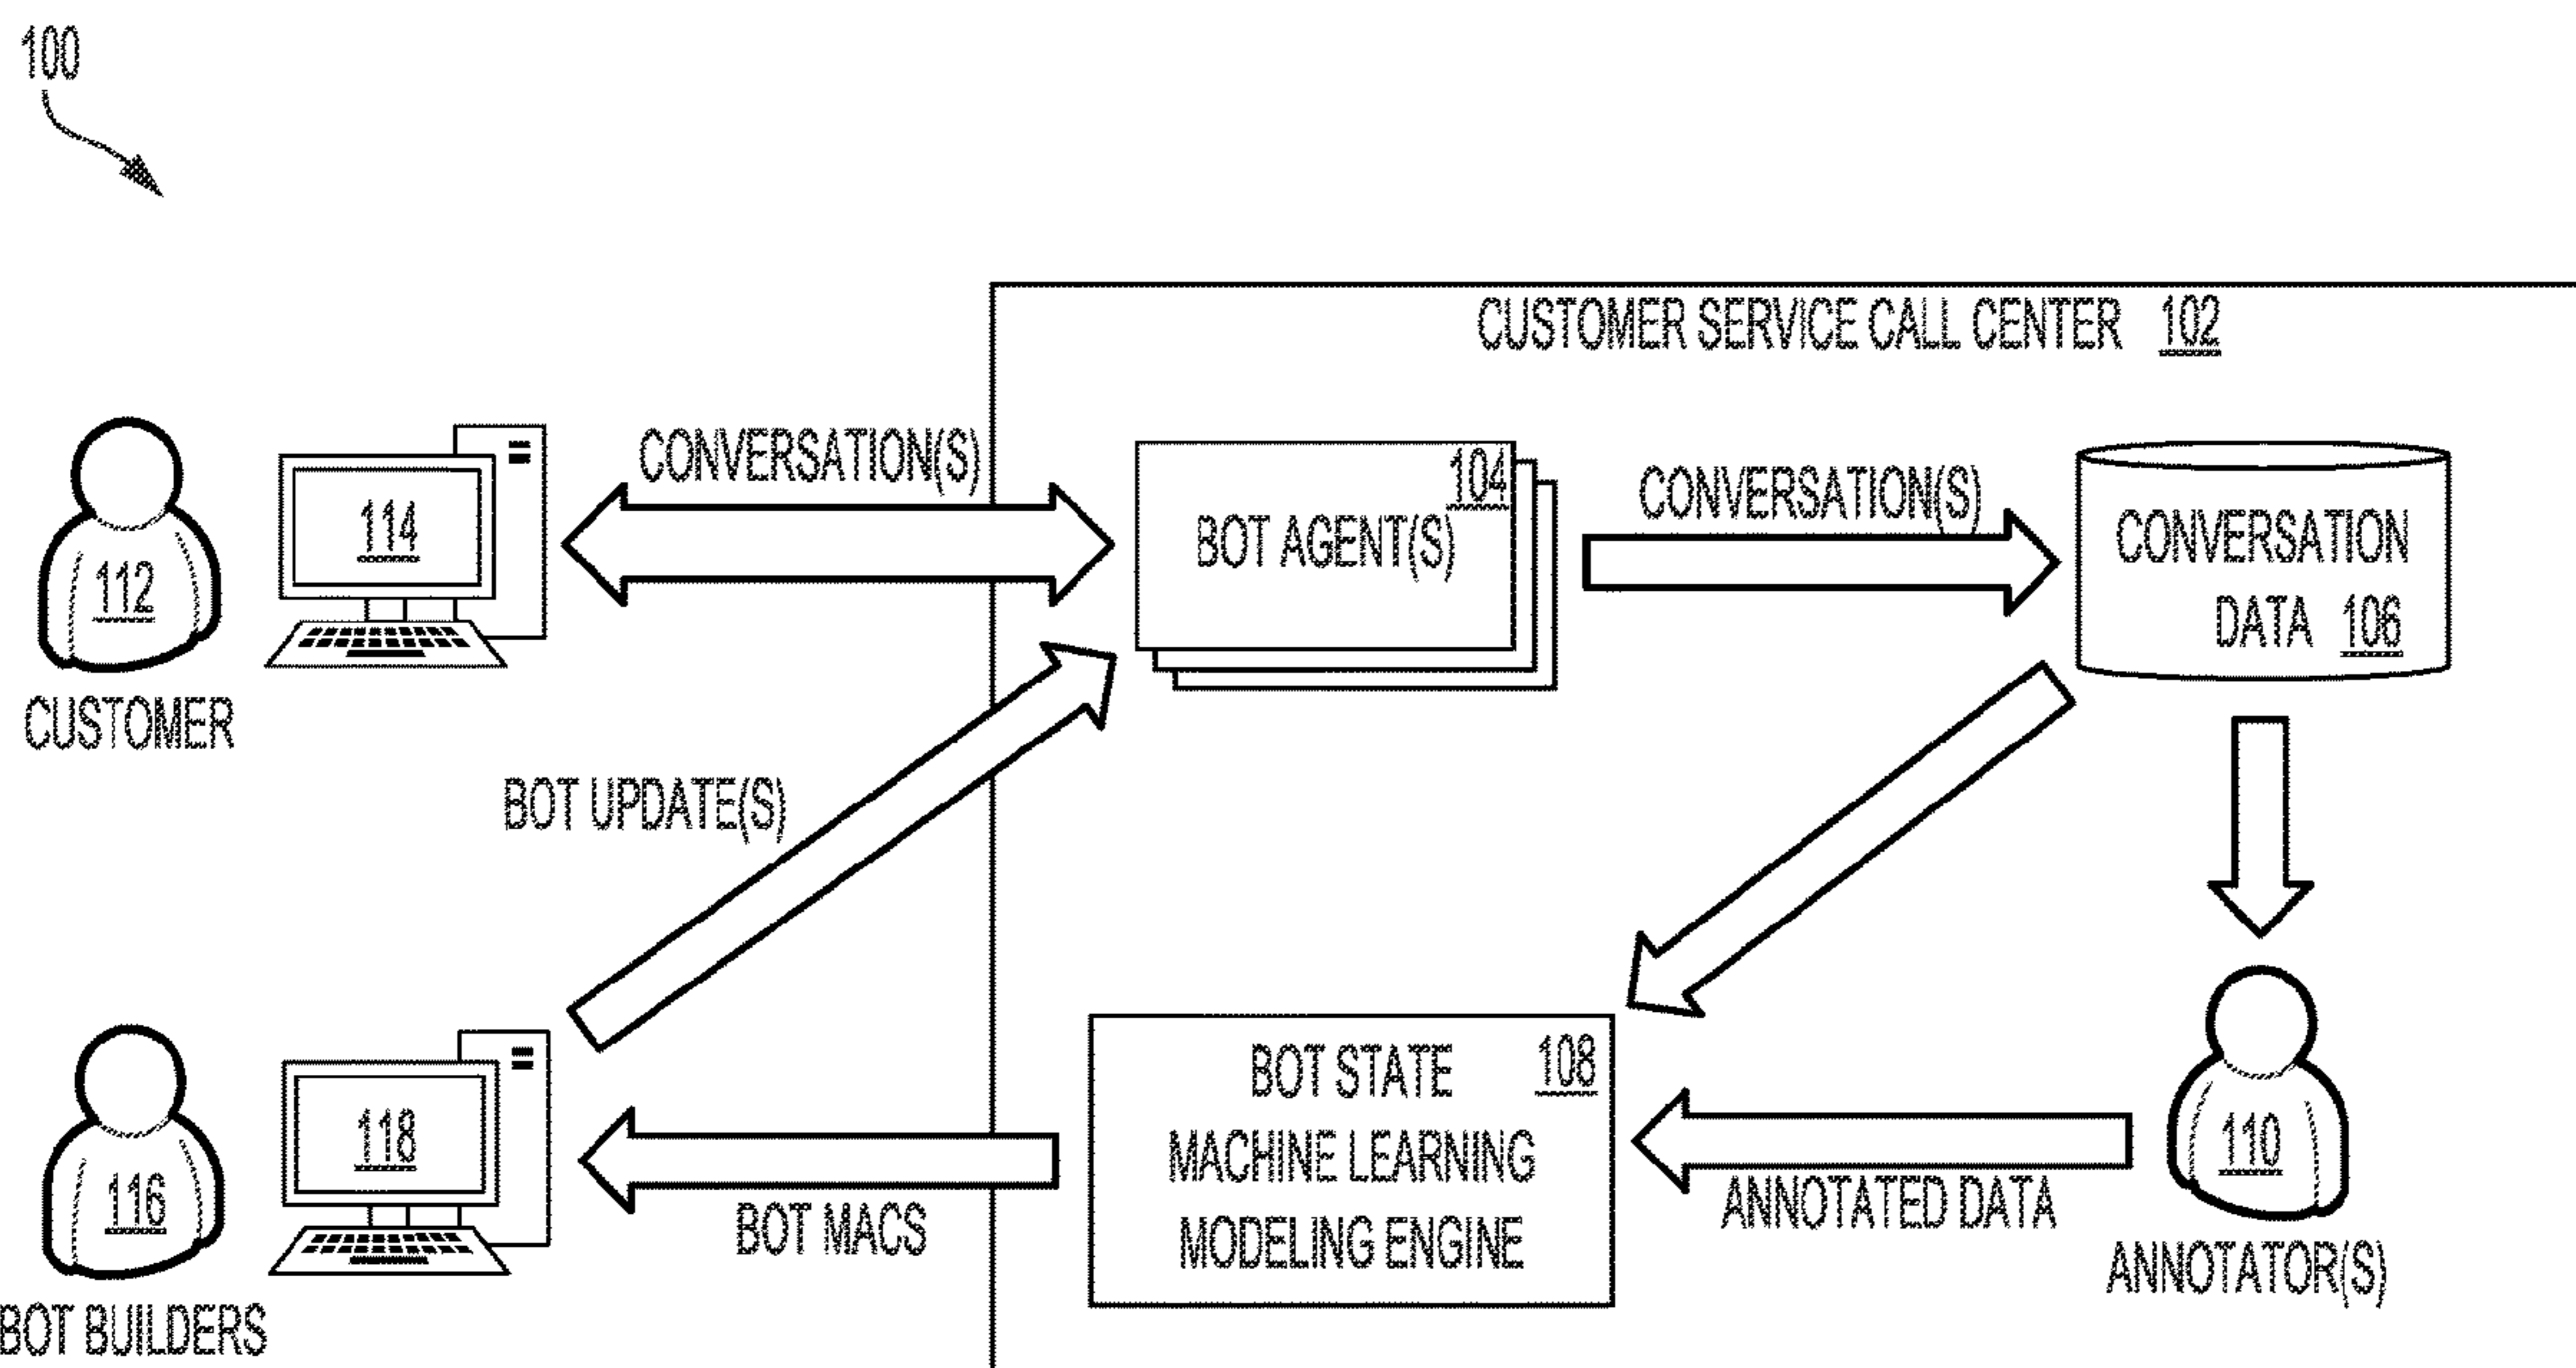 100
CUSTOMER SERVICE CALL CENTER 102
CONVERSATION(S)
104
BOT AGENT(S)
CONVERSATION(S)
CONVERSATION
DATA 106
114
112
CUSTOMER
BOT UPDATE(S)
BOT STATE 108
MACHINE LEARNING
MODELING ENGINE
118
116
BOT MACS
ANNOTATED DATA
110
ANNOTATOR(S)
BOT BUILDERS